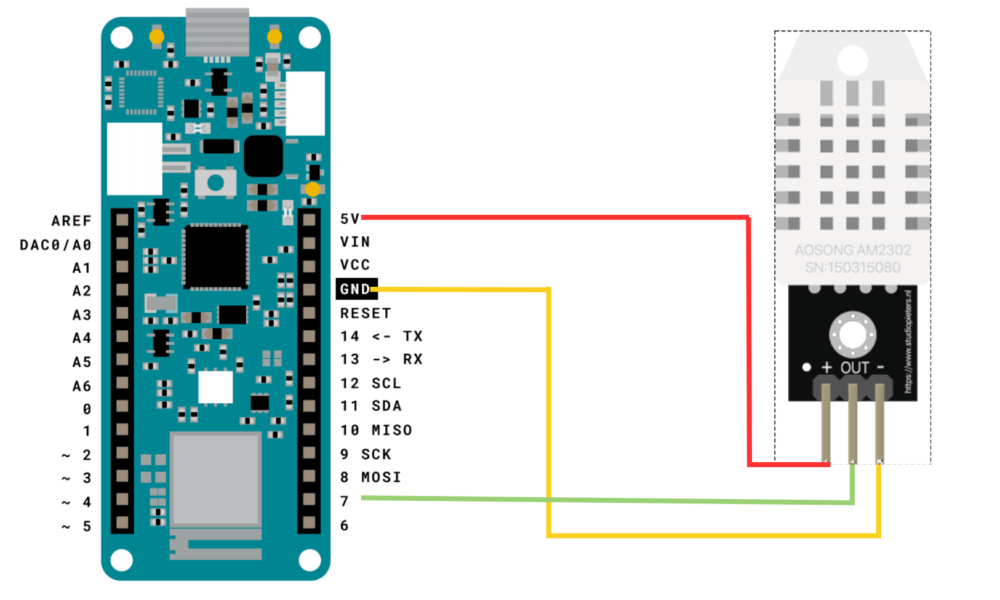 AREF
DAC0/A0
A1
A2
A3
A4
A5
A6
0
1
~ 2
~ 3
~ 4
~ 5
5V
VIN
VCC
GND
RESET
14 <- TX
13 -> RX
12 SCL
11 SDA
10 MISO
9 SCK
8 MOSI
7
6
AOSONG AM2302
SN:150315080
https://www.studiopieters.nl
+ OUT -